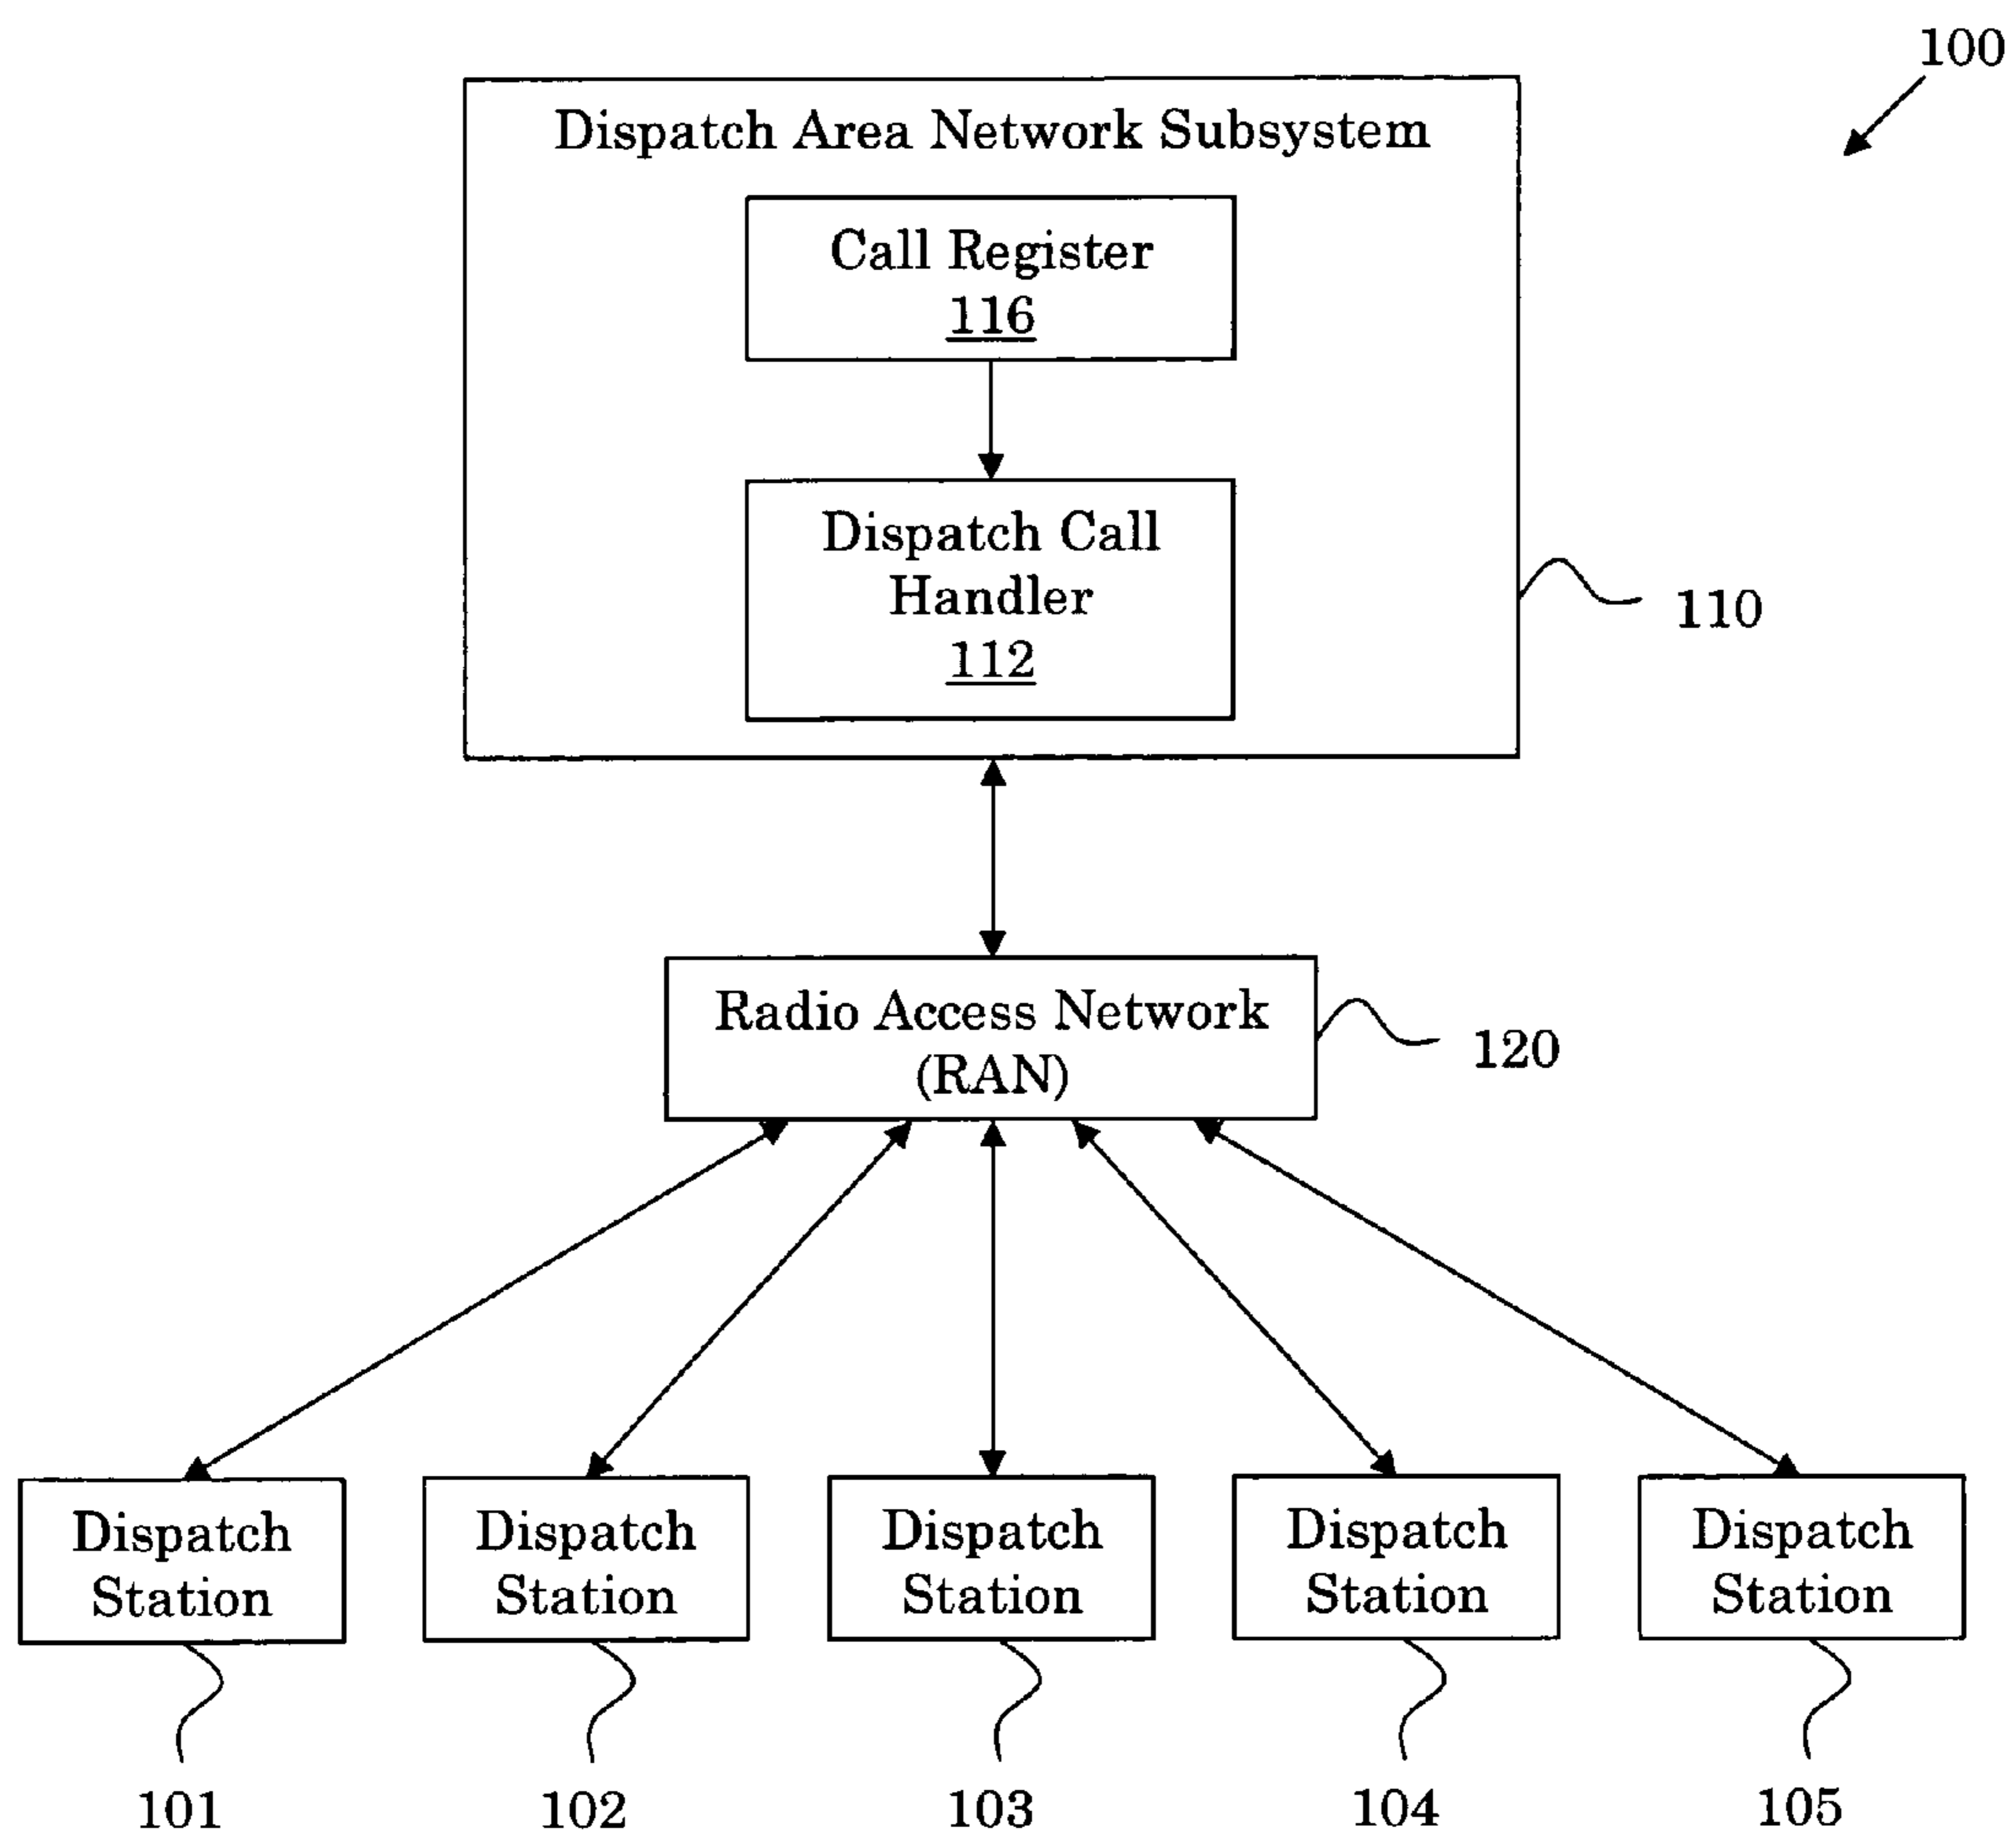 100
Dispatch Area Network Subsystem
Call Register
116
Dispatch Call
Handler
112
110
Radio Access Network
(RAN)
120
Dispatch
Station
Dispatch
Station
Dispatch
Station
Dispatch
Station
Dispatch
Station
101
102
103
104
105